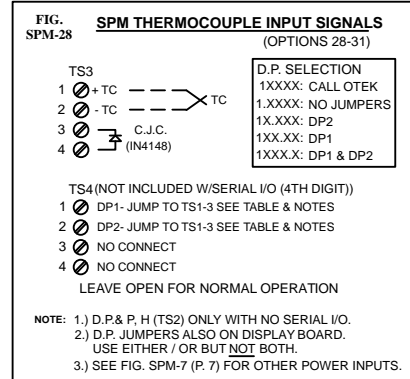 FIG. SPM-28
SPM THERMOCOUPLE INPUT SIGNALS
(OPTIONS 28-31)
TS3
1 + TC
2 - TC
TC
3 C.J.C.
4 (IN4148)
D.P. SELECTION
1XXXX: CALL OTEK
1.XXXX: NO JUMPERS
1X.XXX: DP2
1XX.XX: DP1
1XXX.X: DP1 & DP2
TS4 (NOT INCLUDED W/SERIAL I/O (4TH DIGIT))
1 DP1- JUMP TO TS1-3 SEE TABLE & NOTES
2 DP2- JUMP TO TS1-3 SEE TABLE & NOTES
3 NO CONNECT
4 NO CONNECT
LEAVE OPEN FOR NORMAL OPERATION
NOTE: 1.) D.P.& P, H (TS2) ONLY WITH NO SERIAL I/O.
2.) D.P. JUMPERS ALSO ON DISPLAY BOARD.
USE EITHER / OR BUT NOT BOTH.
3.) SEE FIG. SPM-7 (P. 7) FOR OTHER POWER INPUTS.